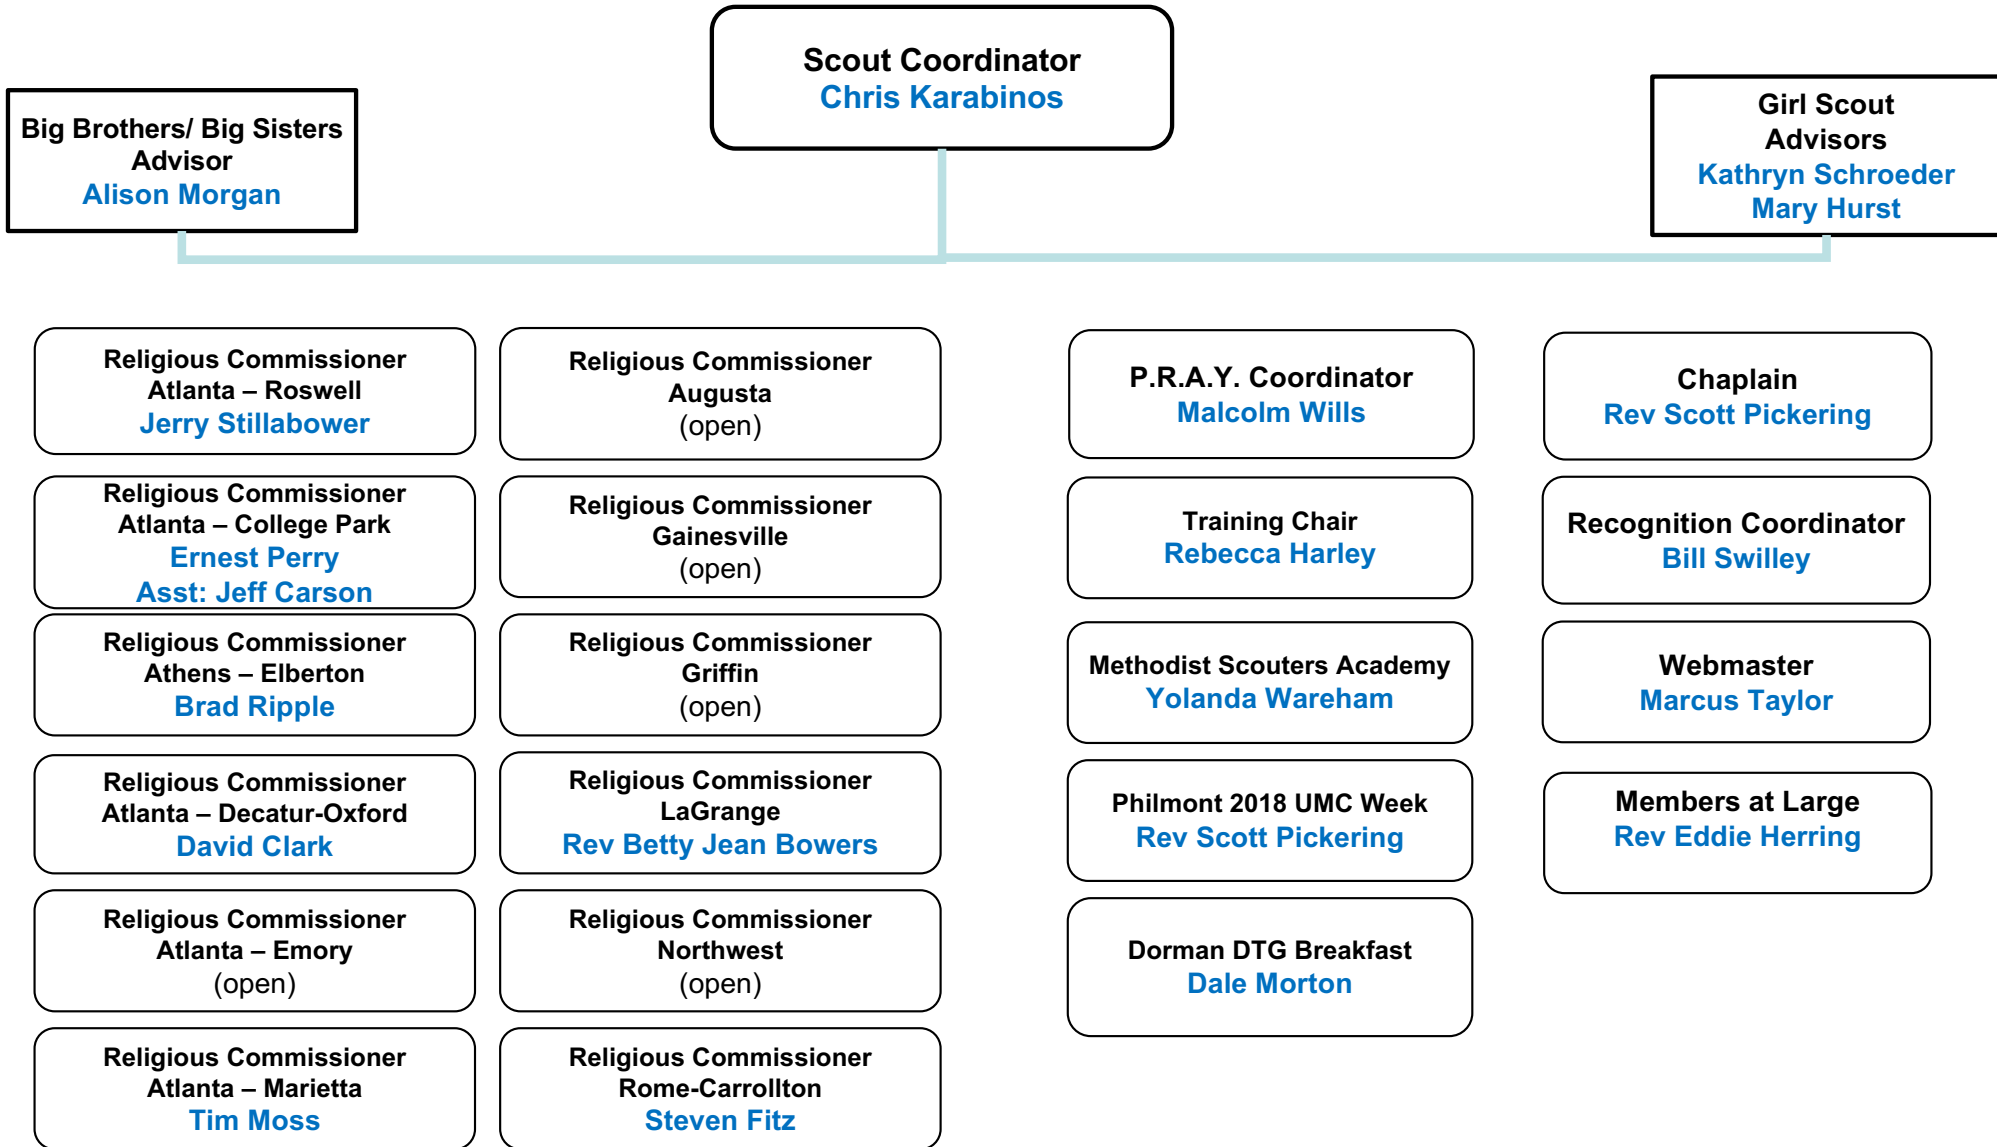 Scout Coordinator
Chris Karabinos
Big Brothers/ Big Sisters
Advisor
Alison Morgan
Girl Scout
Advisors
Kathryn Schroeder
Mary Hurst
Religious Commissioner
Atlanta – Roswell
Jerry Stillabower
Religious Commissioner
Atlanta – College Park
Ernest Perry
Asst: Jeff Carson
Religious Commissioner
Athens – Elberton
Brad Ripple
Religious Commissioner
Atlanta – Decatur-Oxford
David Clark
Religious Commissioner
Atlanta – Emory
(open)
Religious Commissioner
Atlanta – Marietta
Tim Moss
Religious Commissioner
Augusta
(open)
Religious Commissioner
Gainesville
(open)
Religious Commissioner
Griffin
(open)
Religious Commissioner
LaGrange
Rev Betty Jean Bowers
Religious Commissioner
Northwest
(open)
Religious Commissioner
Rome-Carrollton
Steven Fitz
P.R.A.Y. Coordinator
Malcolm Wills
Training Chair
Rebecca Harley
Methodist Scouters Academy
Yolanda Wareham
Philmont 2018 UMC Week
Rev Scott Pickering
Dorman DTG Breakfast
Dale Morton
Chaplain
Rev Scott Pickering
Recognition Coordinator
Bill Swilley
Webmaster
Marcus Taylor
Members at Large
Rev Eddie Herring